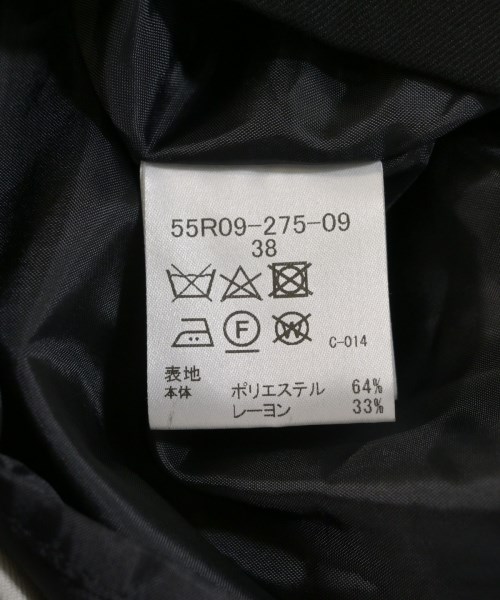 55R09-275-09
38
F W C-014
表地
本体 ポリエステル 64%
レーヨン 33%